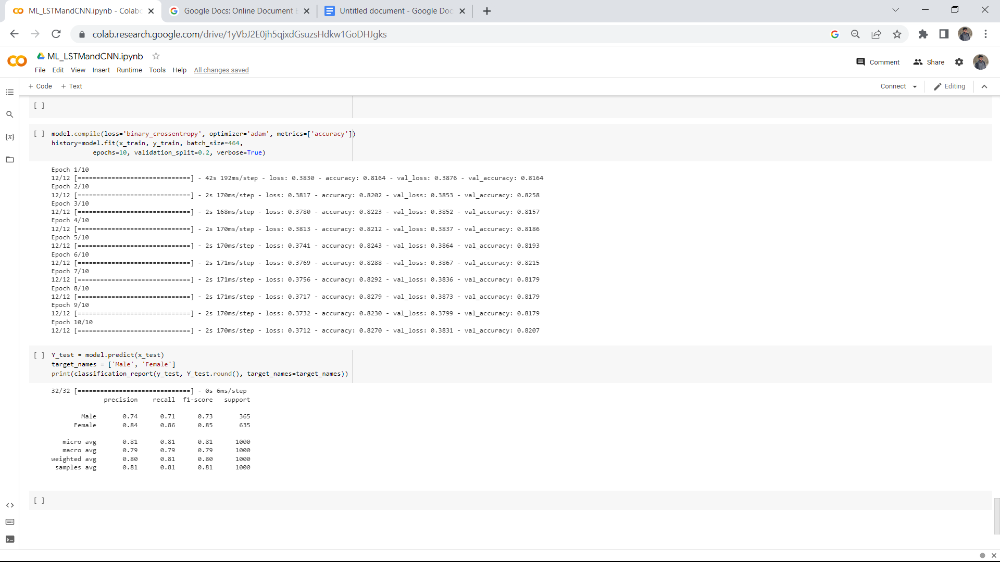 ML_LSTMandCNN.ipynb - Colabo
Google Docs: Online Document E
Untitled document - Google Doc
colab.research.google.com/drive/1yVbJ2E0jh5qjxdGsuzsHdkw1GoDHJgks
ML_LSTMandCNN.ipynb
File Edit View Insert Runtime Tools Help All changes saved
Comment Share
+ Code + Text
Connect Editing
[ ]
[ ] model.compile(loss='binary_crossentropy', optimizer='adam', metrics=['accuracy'])
history=model.fit(x_train, y_train, batch_size=464,
epochs=10, validation_split=0.2, verbose=True)
Epoch 1/10
12/12 [==============================] - 42s 192ms/step - loss: 0.3830 - accuracy: 0.8164 - val_loss: 0.3876 - val_accuracy: 0.8164
Epoch 2/10
12/12 [==============================] - 2s 170ms/step - loss: 0.3817 - accuracy: 0.8202 - val_loss: 0.3853 - val_accuracy: 0.8258
Epoch 3/10
12/12 [==============================] - 2s 168ms/step - loss: 0.3780 - accuracy: 0.8223 - val_loss: 0.3852 - val_accuracy: 0.8157
Epoch 4/10
12/12 [==============================] - 2s 170ms/step - loss: 0.3813 - accuracy: 0.8212 - val_loss: 0.3837 - val_accuracy: 0.8186
Epoch 5/10
12/12 [==============================] - 2s 170ms/step - loss: 0.3741 - accuracy: 0.8243 - val_loss: 0.3864 - val_accuracy: 0.8193
Epoch 6/10
12/12 [==============================] - 2s 171ms/step - loss: 0.3769 - accuracy: 0.8288 - val_loss: 0.3867 - val_accuracy: 0.8215
Epoch 7/10
12/12 [==============================] - 2s 171ms/step - loss: 0.3756 - accuracy: 0.8292 - val_loss: 0.3836 - val_accuracy: 0.8179
Epoch 8/10
12/12 [==============================] - 2s 171ms/step - loss: 0.3717 - accuracy: 0.8279 - val_loss: 0.3873 - val_accuracy: 0.8179
Epoch 9/10
12/12 [==============================] - 2s 170ms/step - loss: 0.3732 - accuracy: 0.8230 - val_loss: 0.3799 - val_accuracy: 0.8179
Epoch 10/10
12/12 [==============================] - 2s 170ms/step - loss: 0.3712 - accuracy: 0.8270 - val_loss: 0.3831 - val_accuracy: 0.8207
[ ] Y_test = model.predict(x_test)
target_names = ['Male', 'Female']
print(classification_report(y_test, Y_test.round(), target_names=target_names))
32/32 [==============================] - 0s 6ms/step
precision recall f1-score support
Male 0.74 0.71 0.73 365
Female 0.84 0.86 0.85 635
micro avg 0.81 0.81 0.81 1000
macro avg 0.79 0.79 0.79 1000
weighted avg 0.80 0.81 0.80 1000
samples avg 0.81 0.81 0.81 1000
[ ]